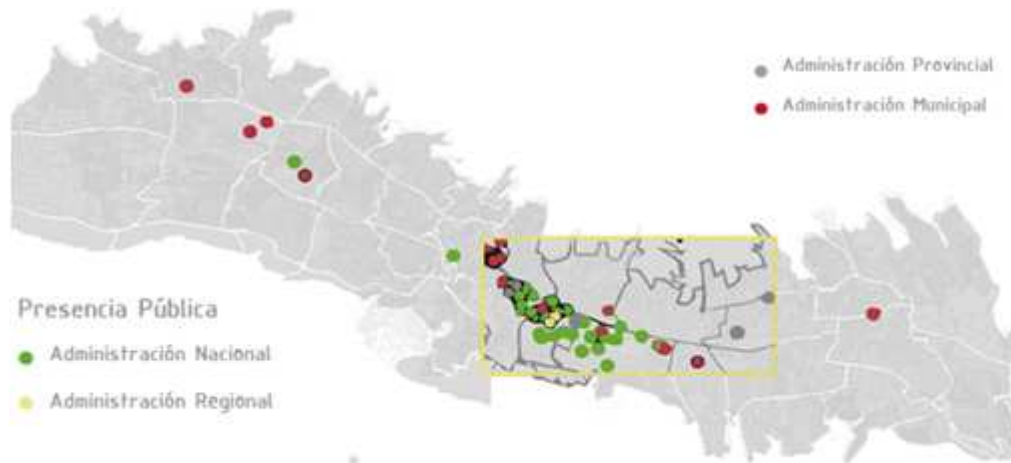 Administración Provincial
Administración Municipal
Presencia Pública
Administración Nacional
Administración Regional